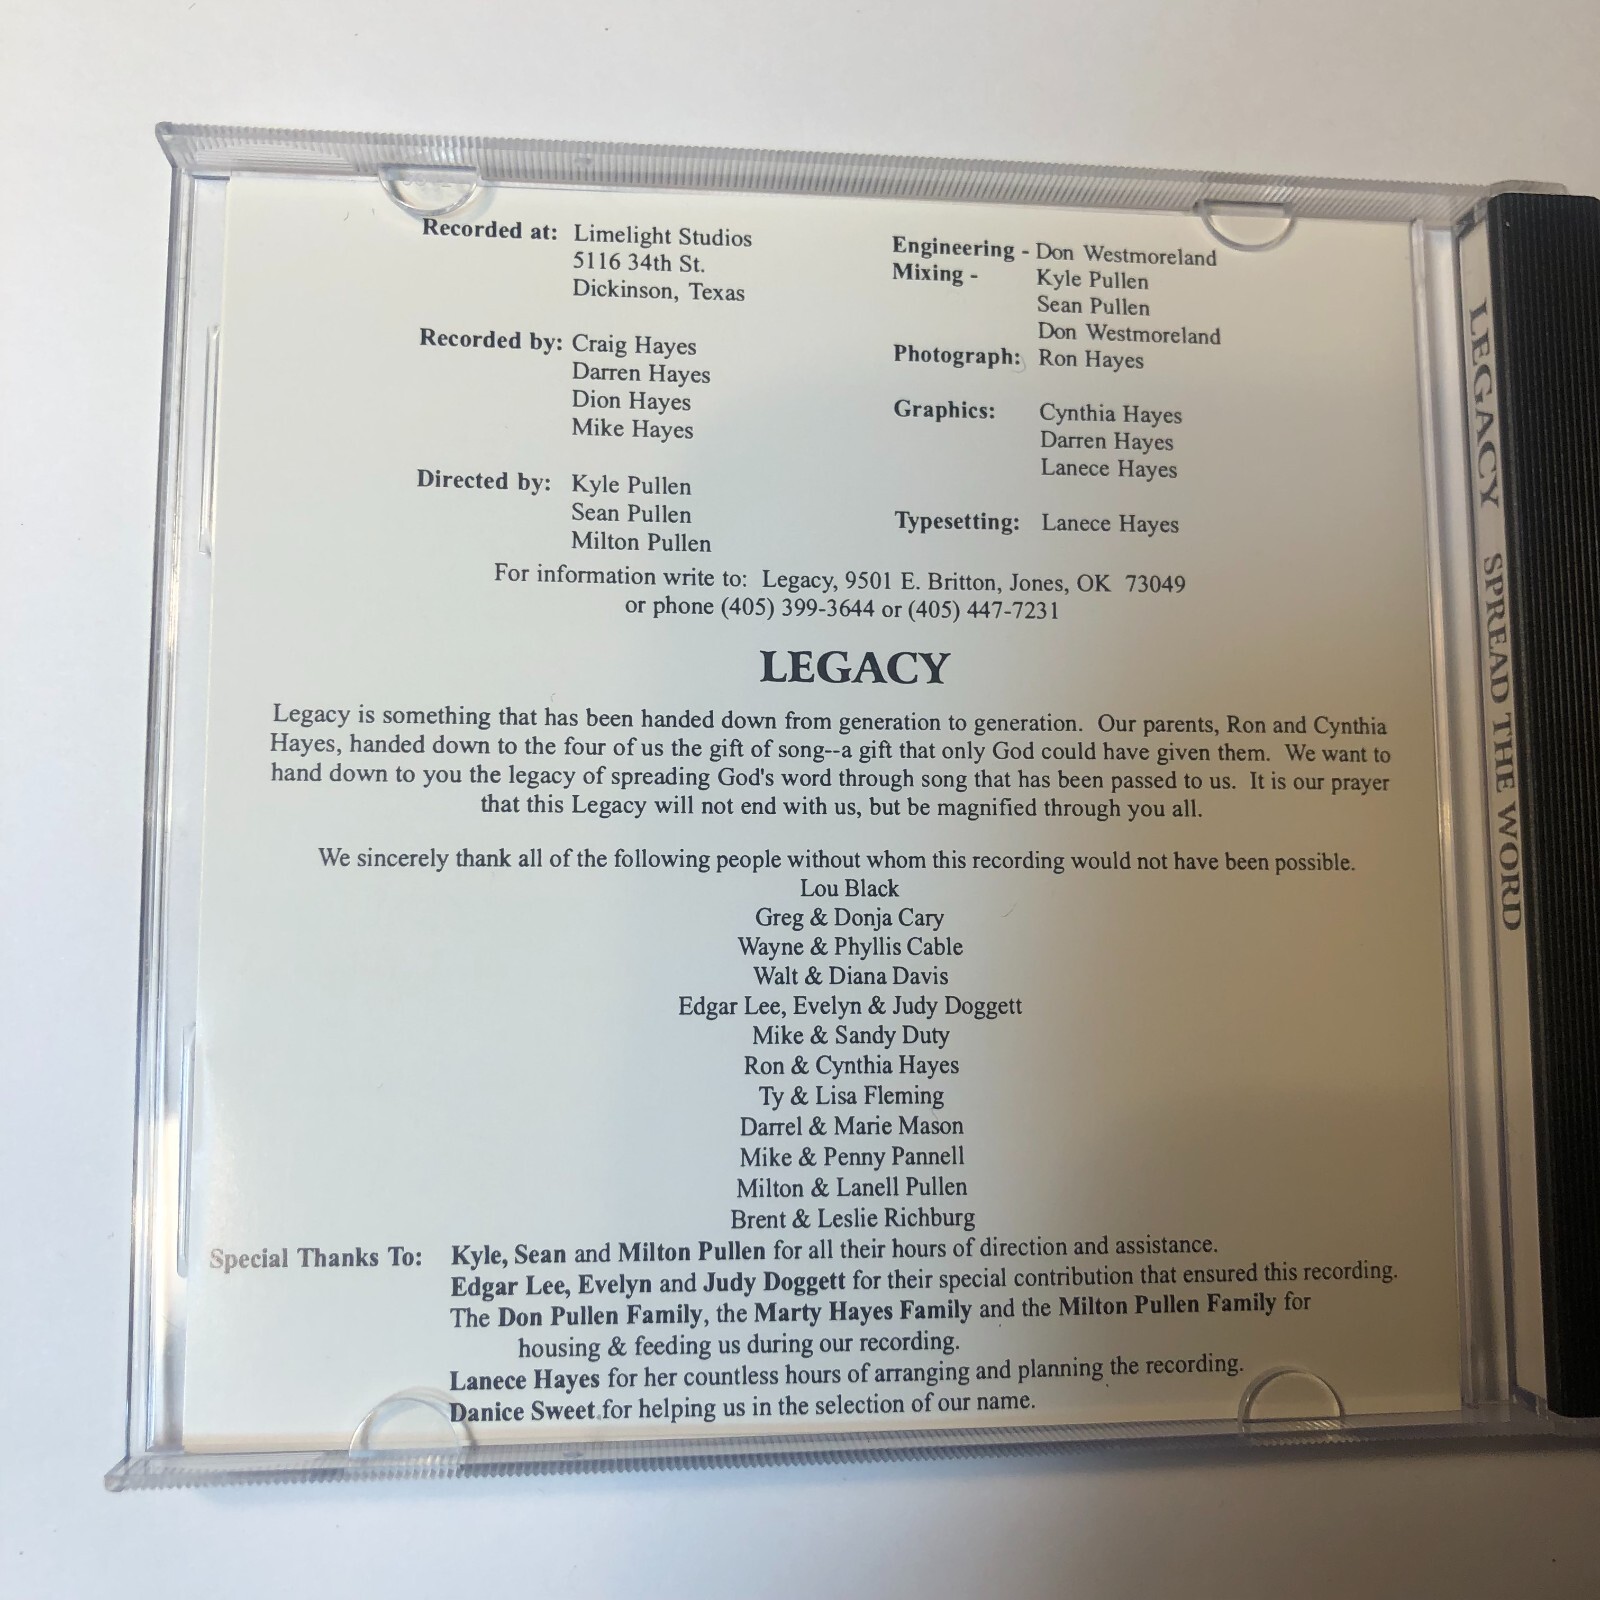 Recorded at: Limelight Studios
5116 34th St.
Dickinson, Texas
Recorded by: Craig Hayes
Darren Hayes
Dion Hayes
Mike Hayes
Directed by: Kyle Pullen
Sean Pullen
Milton Pullen
Engineering - Don Westmoreland
Mixing - Kyle Pullen
Sean Pullen
Don Westmoreland
Photograph: Ron Hayes
Graphics: Cynthia Hayes
Darren Hayes
Lanece Hayes
Typesetting: Lanece Hayes
For information write to: Legacy, 9501 E. Britton, Jones, OK 73049
or phone (405) 399-3644 or (405) 447-7231
LEGACY
Legacy is something that has been handed down from generation to generation. Our parents, Ron and Cynthia
Hayes, handed down to the four of us the gift of song--a gift that only God could have given them. We want to
hand down to you the legacy of spreading God's word through song that has been passed to us. It is our prayer
that this Legacy will not end with us, but be magnified through you all.
We sincerely thank all of the following people without whom this recording would not have been possible.
Lou Black
Greg & Donja Cary
Wayne & Phyllis Cable
Walt & Diana Davis
Edgar Lee, Evelyn & Judy Doggett
Mike & Sandy Duty
Ron & Cynthia Hayes
Ty & Lisa Fleming
Darrel & Marie Mason
Mike & Penny Pannell
Milton & Lanell Pullen
Brent & Leslie Richburg
Special Thanks To: Kyle, Sean and Milton Pullen for all their hours of direction and assistance.
Edgar Lee, Evelyn and Judy Doggett for their special contribution that ensured this recording.
The Don Pullen Family, the Marty Hayes Family and the Milton Pullen Family for
housing & feeding us during our recording.
Lanece Hayes for her countless hours of arranging and planning the recording.
Danice Sweet for helping us in the selection of our name.
LEGACY SPREAD THE WORD